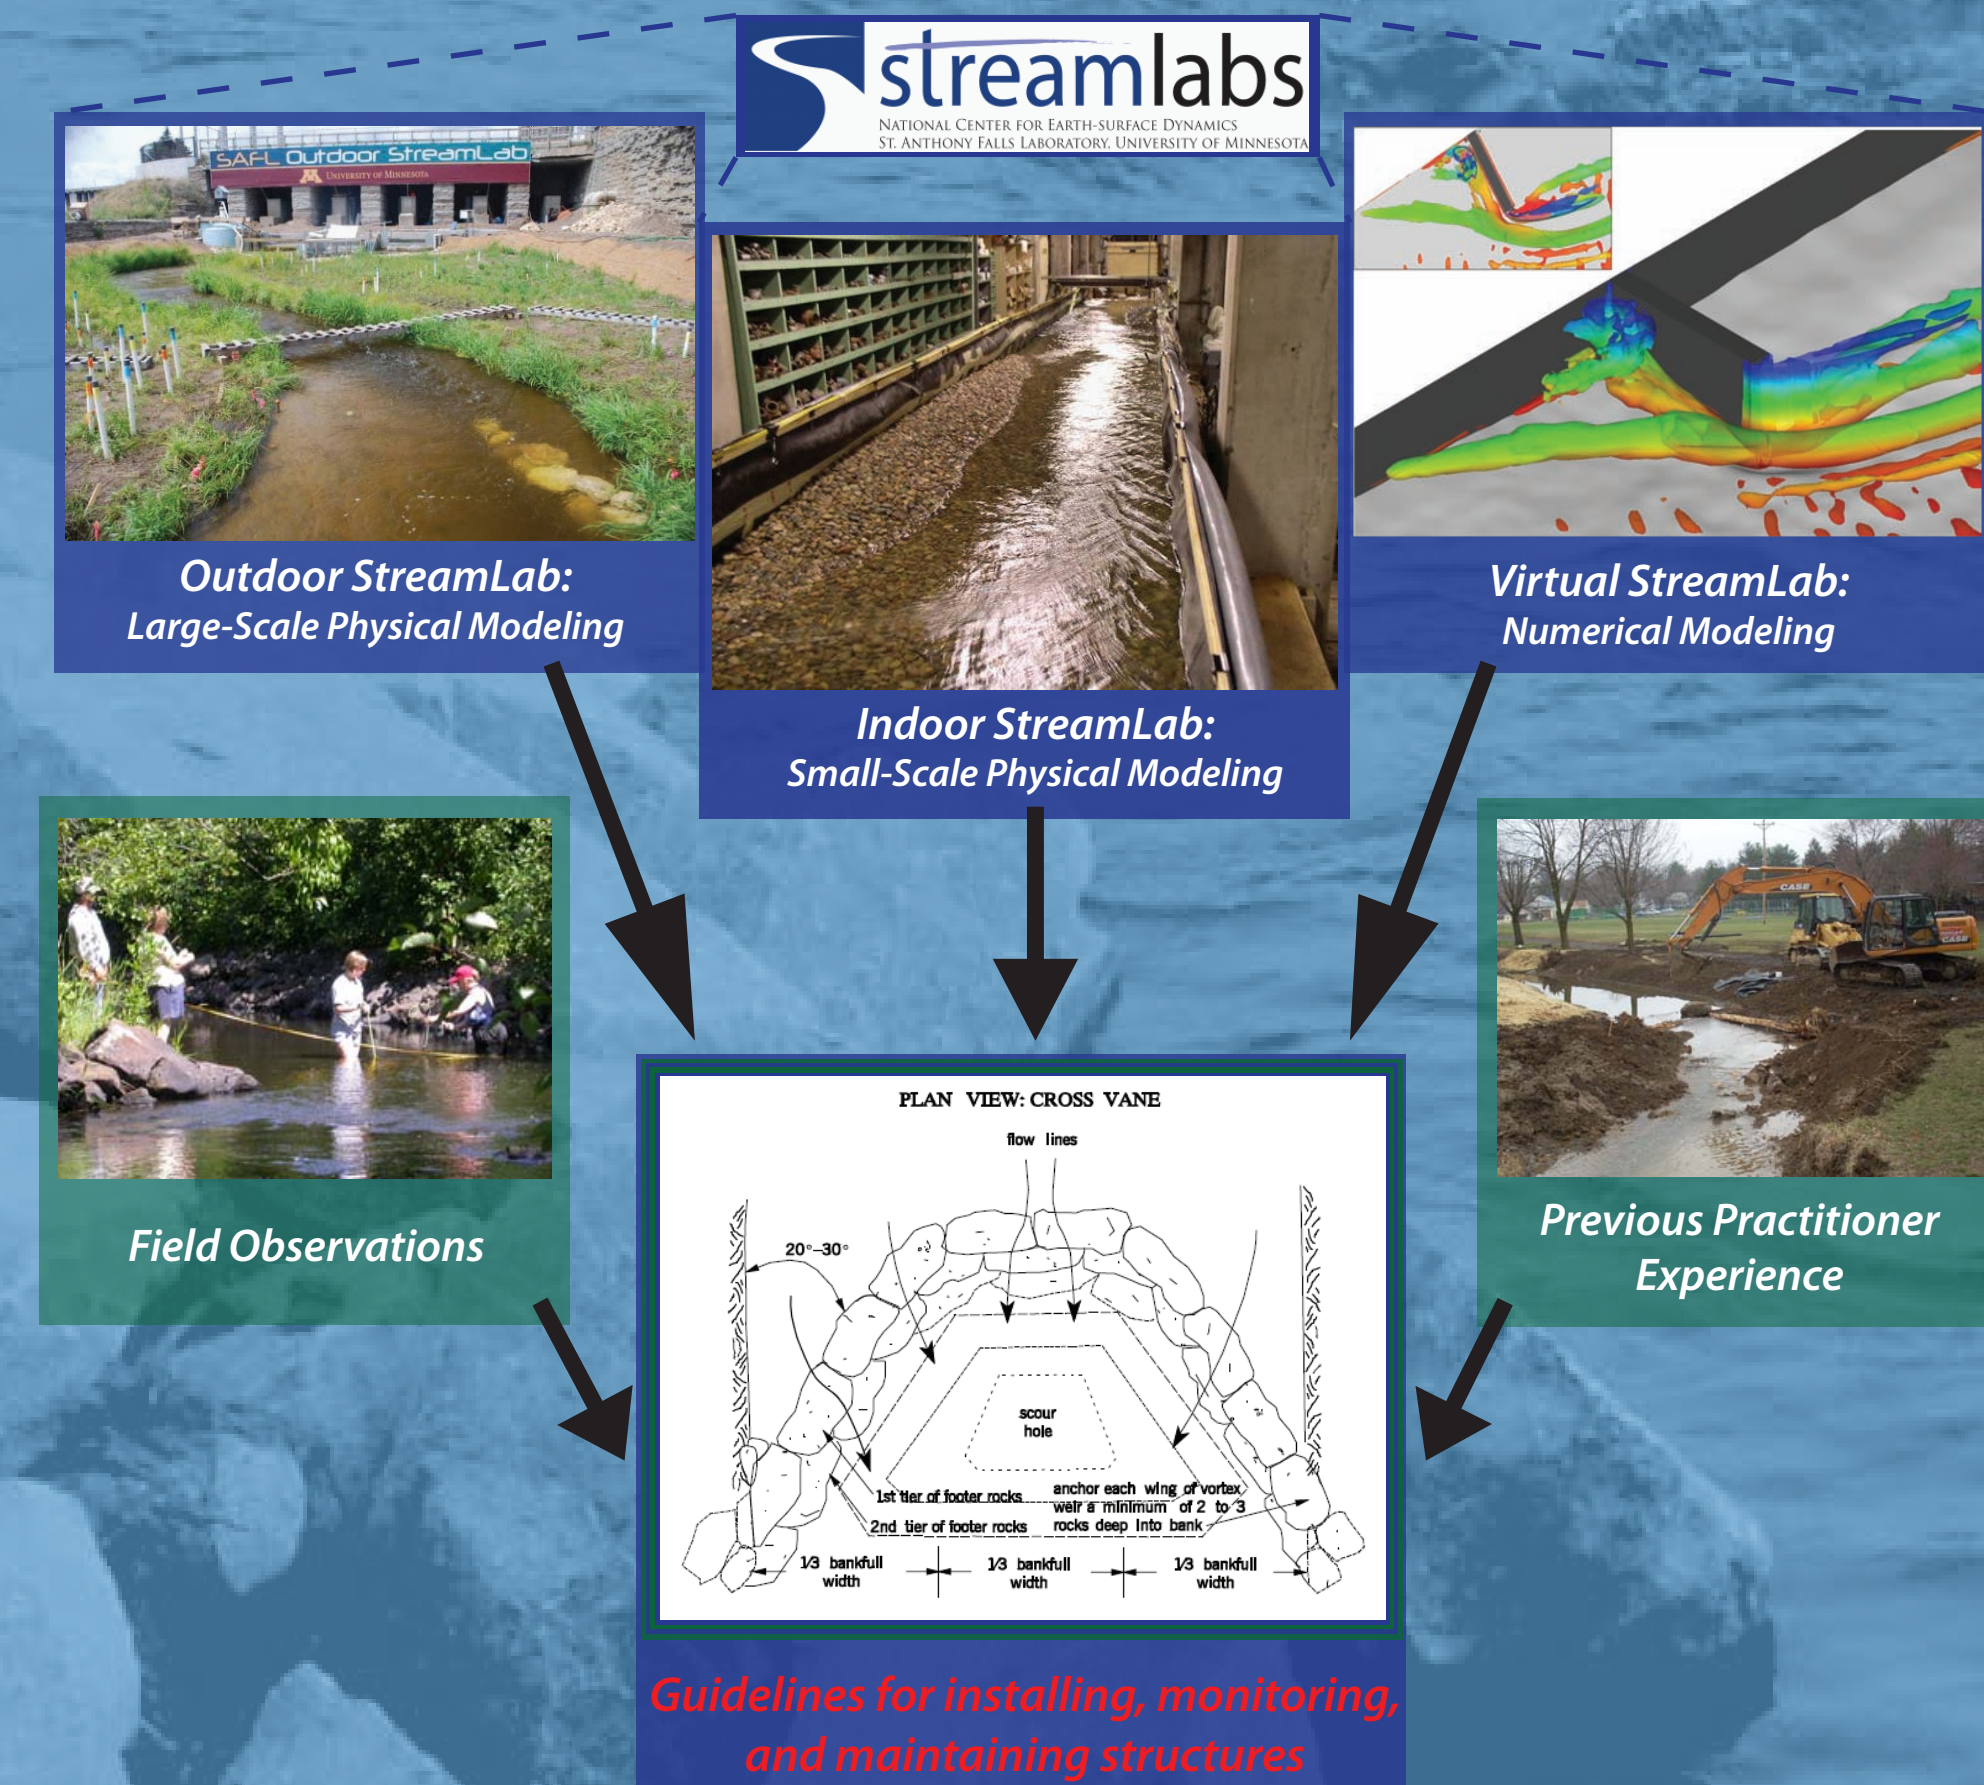 streamlabs
NATIONAL CENTER FOR EARTH-SURFACE DYNAMICS
ST. ANTHONY FALLS LABORATORY, UNIVERSITY OF MINNESOTA
SAFL Outdoor StreamLab
UNIVERSITY OF MINNESOTA
Outdoor StreamLab:
Large-Scale Physical Modeling
Indoor StreamLab:
Small-Scale Physical Modeling
Virtual StreamLab:
Numerical Modeling
Field Observations
CASE
CASE
Previous Practitioner
Experience
PLAN VIEW: CROSS VANE
flow lines
20°–30°
scour
hole
1st tier of footer rocks
2nd tier of footer rocks
anchor each wing of vortex
weir a minimum of 2 to 3
rocks deep into bank
1/3 bankfull
width
1/3 bankfull
width
1/3 bankfull
width
Guidelines for installing, monitoring,
and maintaining structures